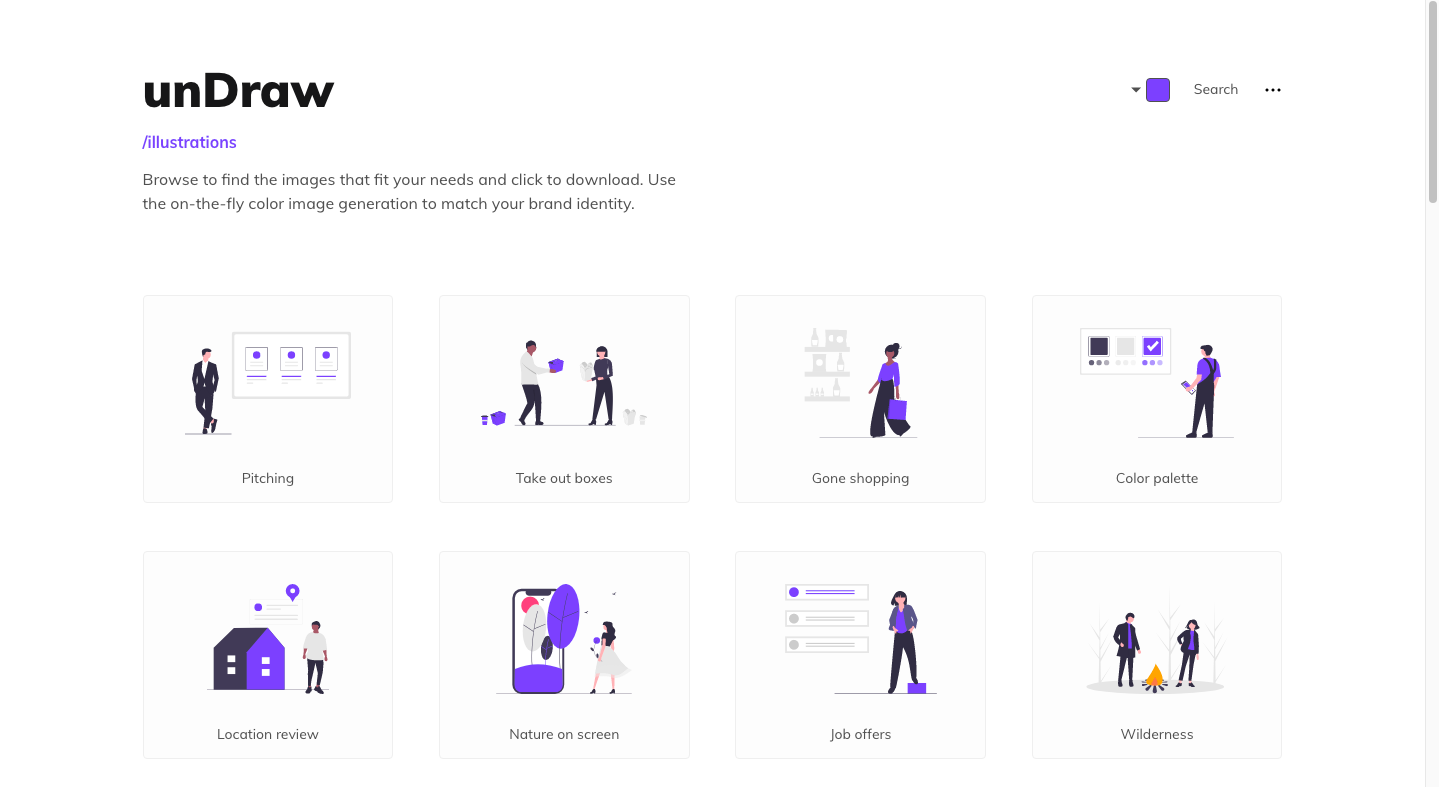 unDraw
Search
/illustrations
Browse to find the images that fit your needs and click to download. Use
the on-the-fly color image generation to match your brand identity.
Pitching
Take out boxes
Gone shopping
Color palette
Location review
Nature on screen
Job offers
Wilderness